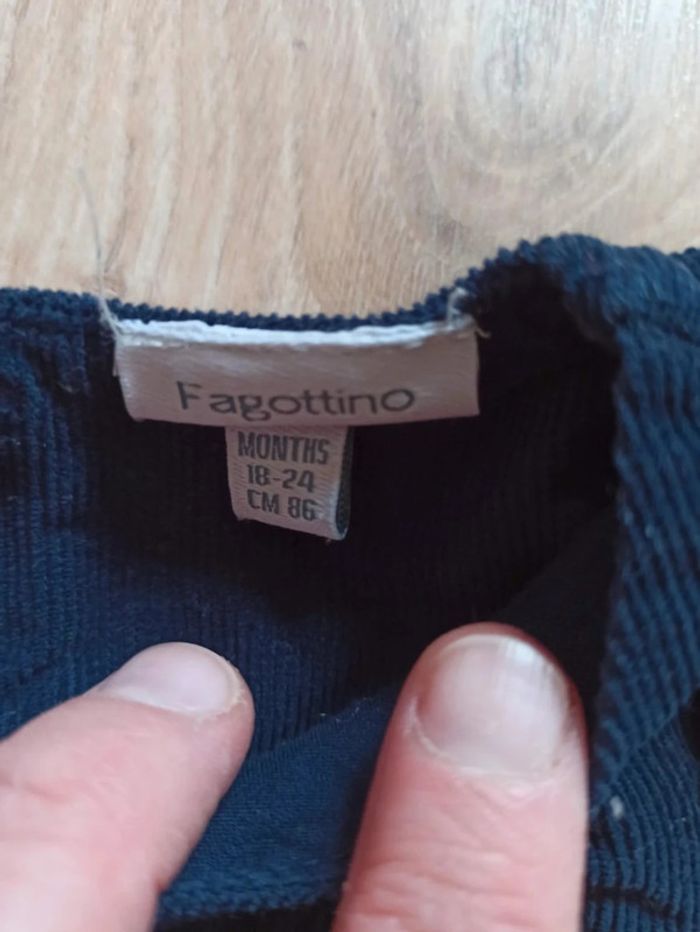 Fagottino
MONTHS
18-24
CM 86